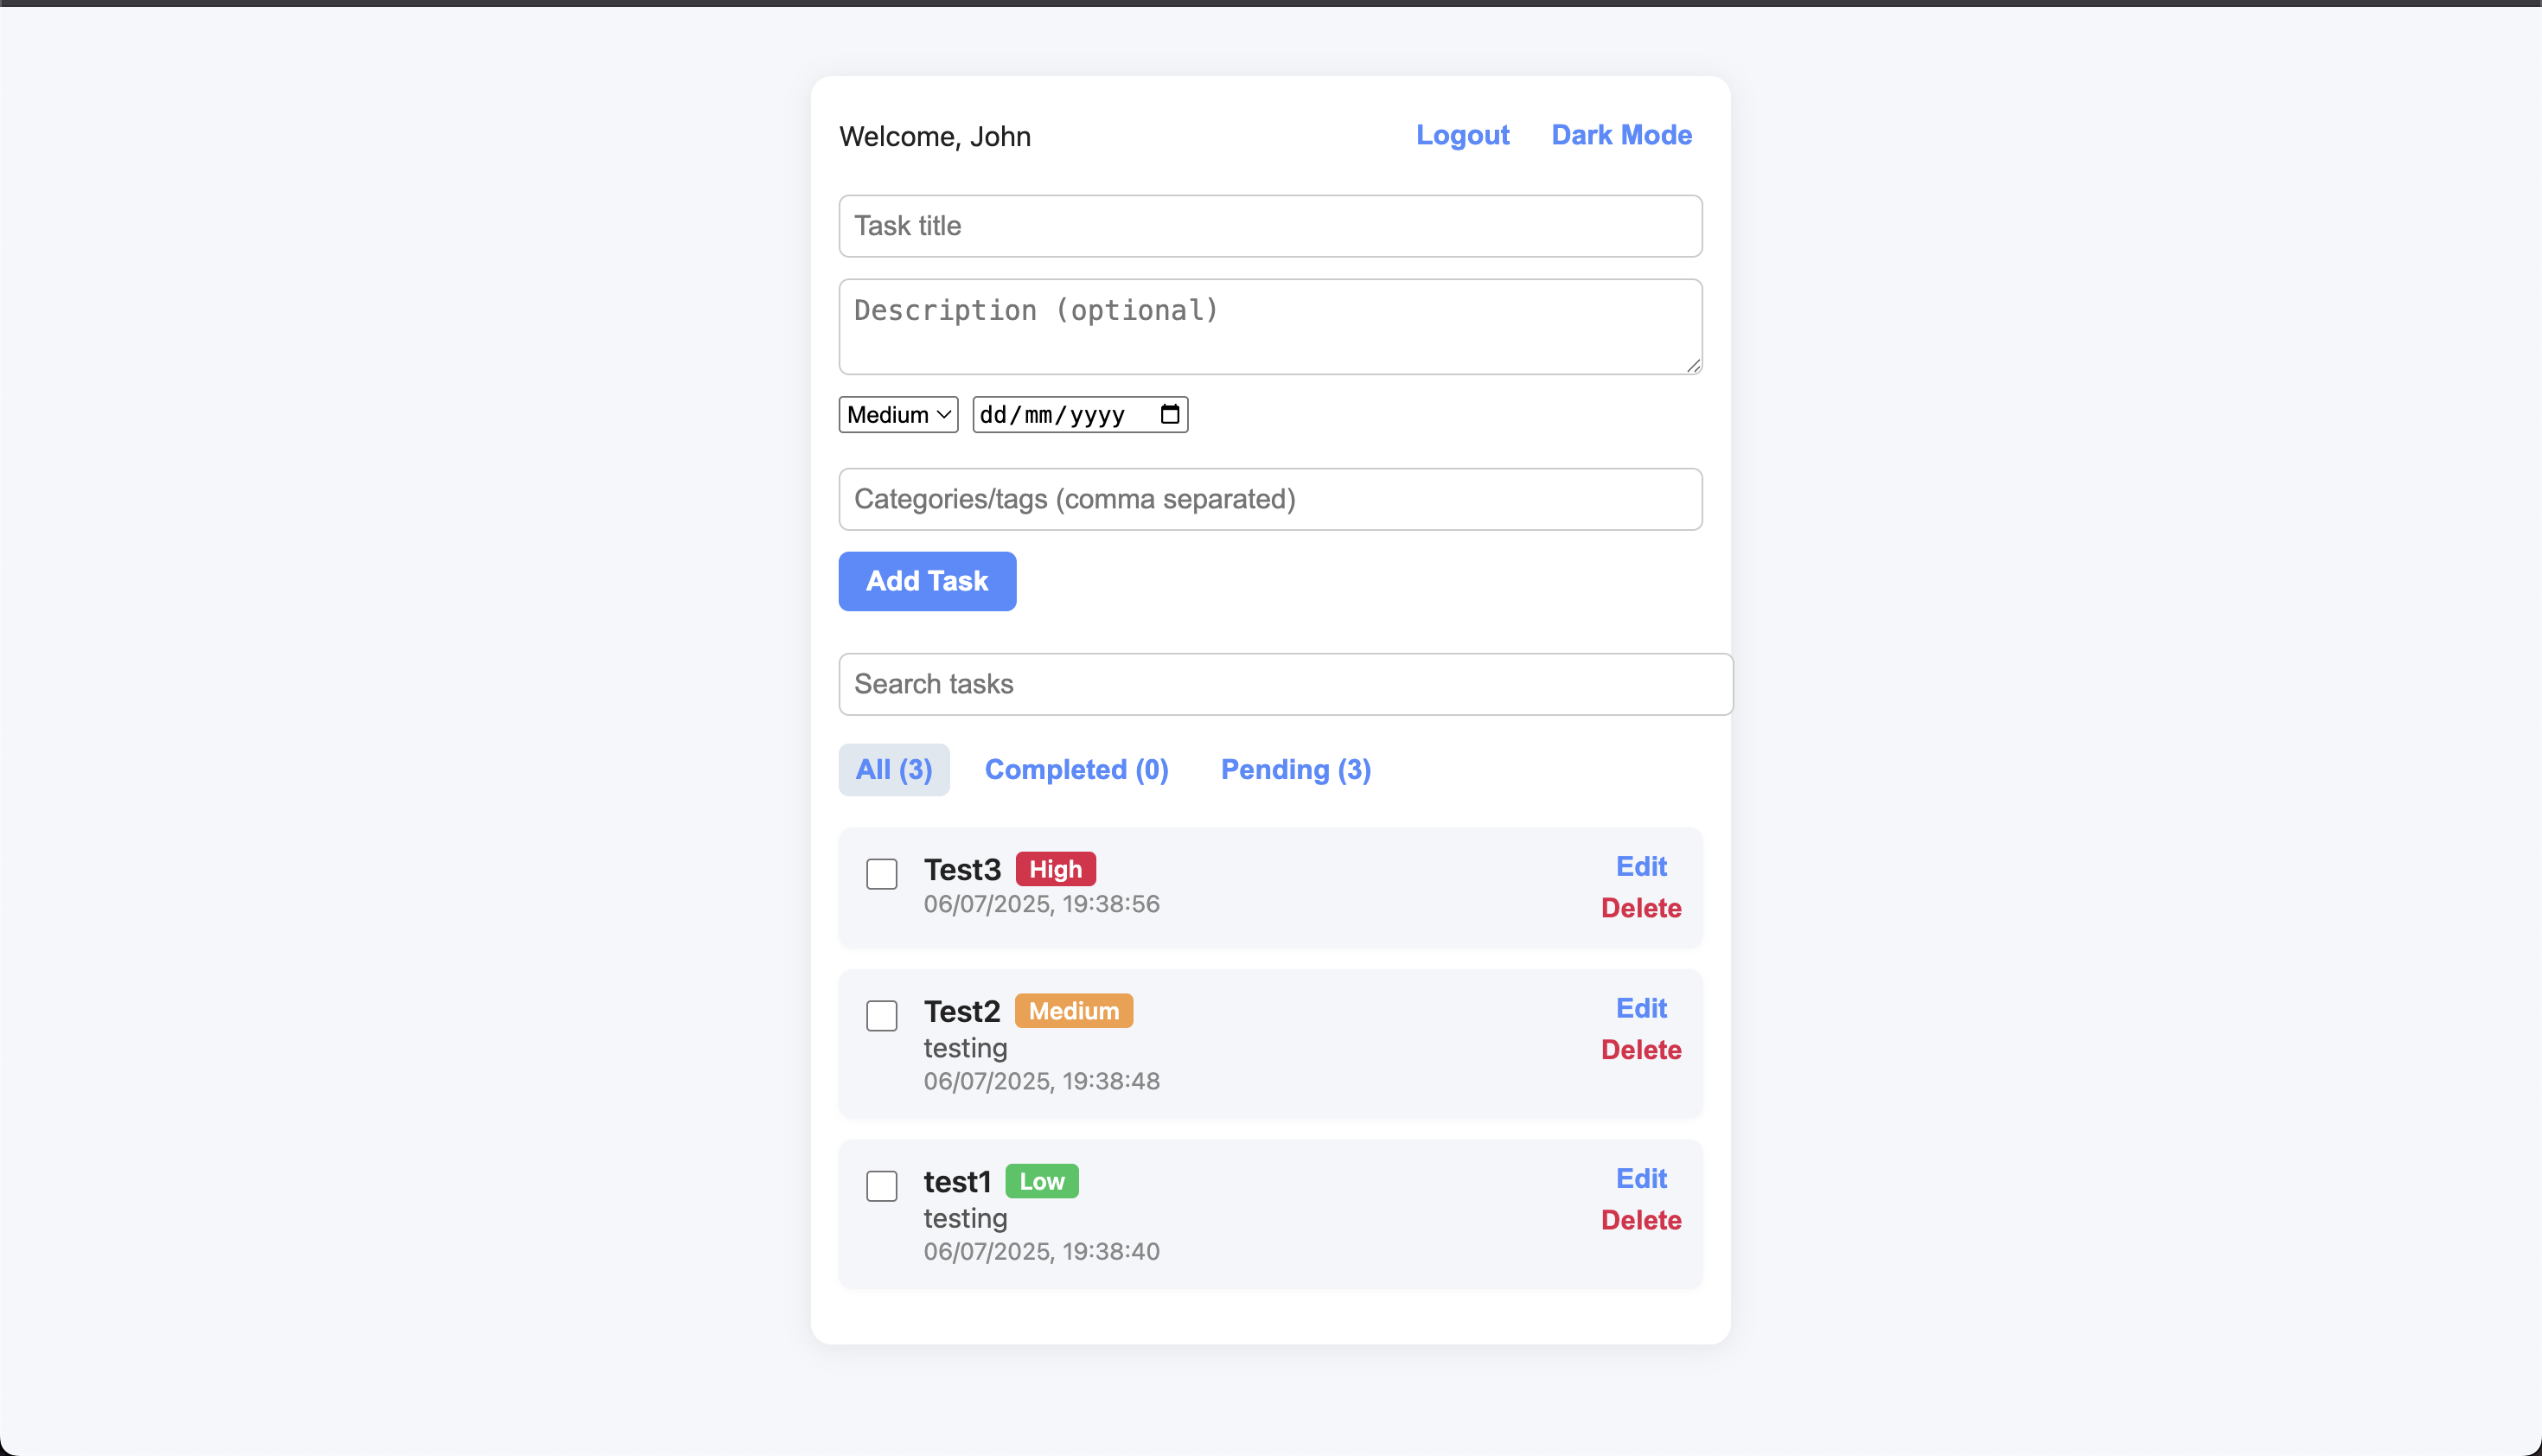 Welcome, John
Logout
Dark Mode
Task title
Description (optional)
Medium
dd/mm/yyyy
Categories/tags (comma separated)
Add Task
Search tasks
All (3)
Completed (0)
Pending (3)
Test3 High
06/07/2025, 19:38:56
Edit
Delete
Test2 Medium
testing
06/07/2025, 19:38:48
Edit
Delete
test1 Low
testing
06/07/2025, 19:38:40
Edit
Delete